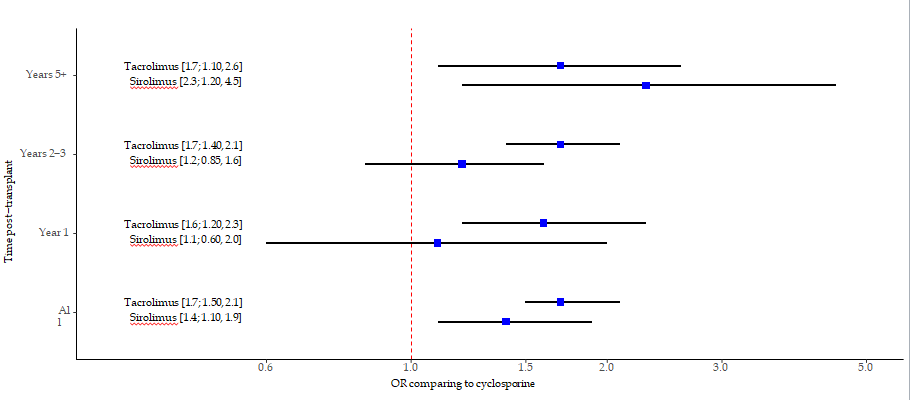 Years 5+
Tacrolimus [1.7; 1.10, 2.6]
Sirolimus [2.3; 1.20, 4.5]
Years 2–3
Tacrolimus [1.7; 1.40, 2.1]
Sirolimus [1.2; 0.85, 1.6]
Time post−transplant
Year 1
Tacrolimus [1.6; 1.20, 2.3]
Sirolimus [1.1; 0.60, 2.0]
Al
l
Tacrolimus [1.7; 1.50, 2.1]
Sirolimus [1.4; 1.10, 1.9]
0.6 1.0 1.5 2.0 3.0 5.0
OR comparing to cyclosporine